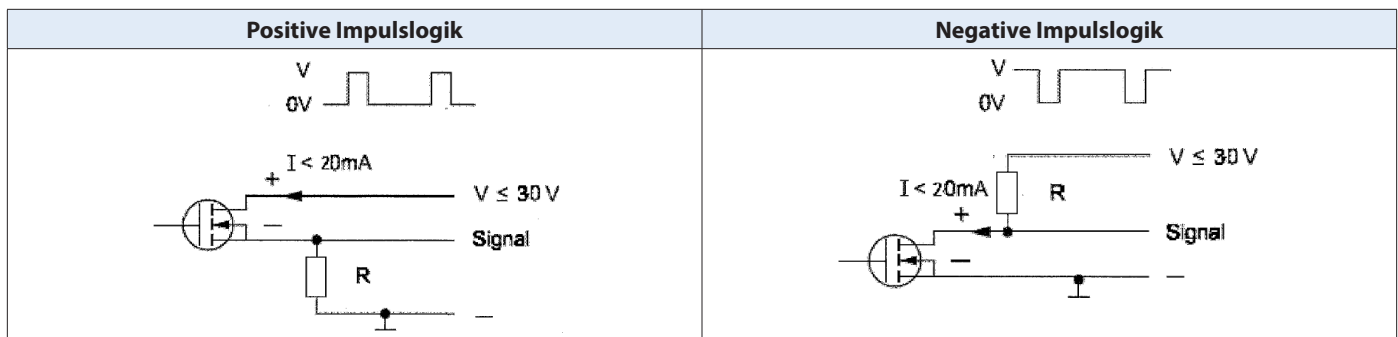 Positive Impulslogik
V
0V
I < 20mA
+
V ≤ 30 V
—
Signal
R
—
Negative Impulslogik
V
0V
V ≤ 30 V
I < 20mA
R
+
Signal
—
—